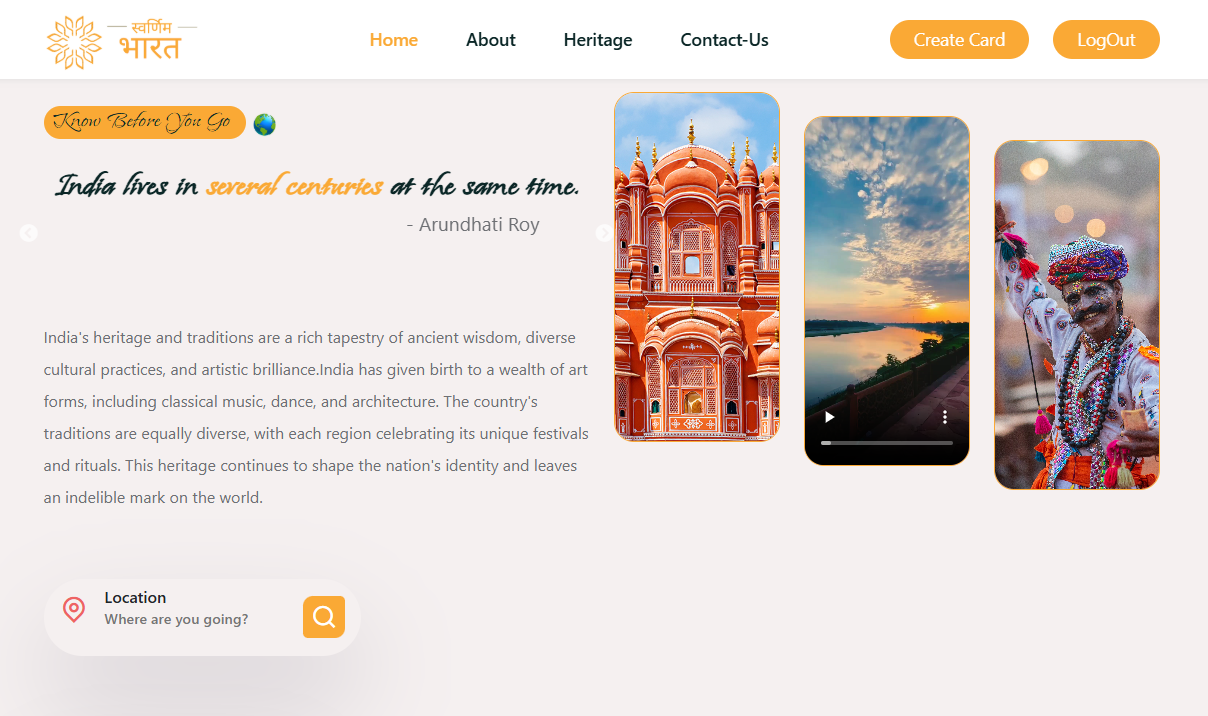 स्वर्णिम
भारत
Home
About
Heritage
Contact-Us
Create Card
LogOut
Know Before You Go
India lives in several centuries at the same time.
- Arundhati Roy
India's heritage and traditions are a rich tapestry of ancient wisdom, diverse
cultural practices, and artistic brilliance.India has given birth to a wealth of art
forms, including classical music, dance, and architecture. The country's
traditions are equally diverse, with each region celebrating its unique festivals
and rituals. This heritage continues to shape the nation's identity and leaves
an indelible mark on the world.
Location
Where are you going?